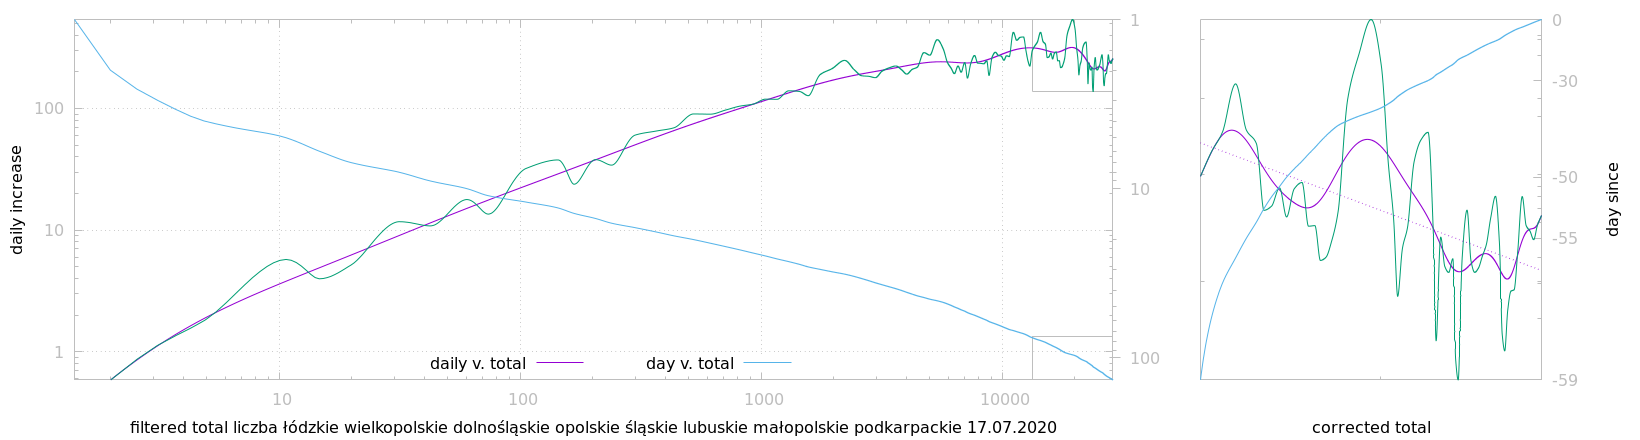 daily increase
100
10
1
10
100
1000
10000
1
10
100
daily v. total
day v. total
filtered total liczba łódzkie wielkopolskie dolnośląskie opolskie śląskie lubuskie małopolskie podkarpackie 17.07.2020
0
-30
-50
-55
-59
day since
corrected total